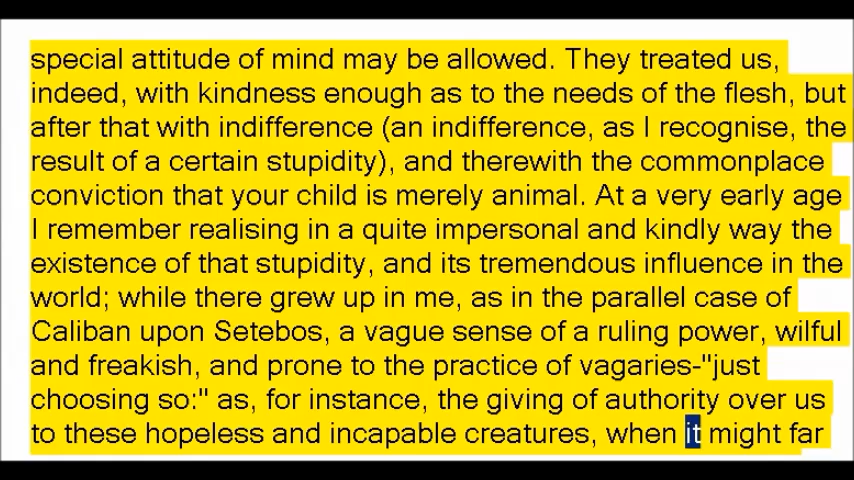 special attitude of mind may be allowed. They treated us,
indeed, with kindness enough as to the needs of the flesh, but
after that with indifference (an indifference, as I recognise, the
result of a certain stupidity), and therewith the commonplace
conviction that your child is merely animal. At a very early age
I remember realising in a quite impersonal and kindly way the
existence of that stupidity, and its tremendous influence in the
world; while there grew up in me, as in the parallel case of
Caliban upon Setebos, a vague sense of a ruling power, wilful
and freakish, and prone to the practice of vagaries-"just
choosing so:" as, for instance, the giving of authority over us
to these hopeless and incapable creatures, when it might far